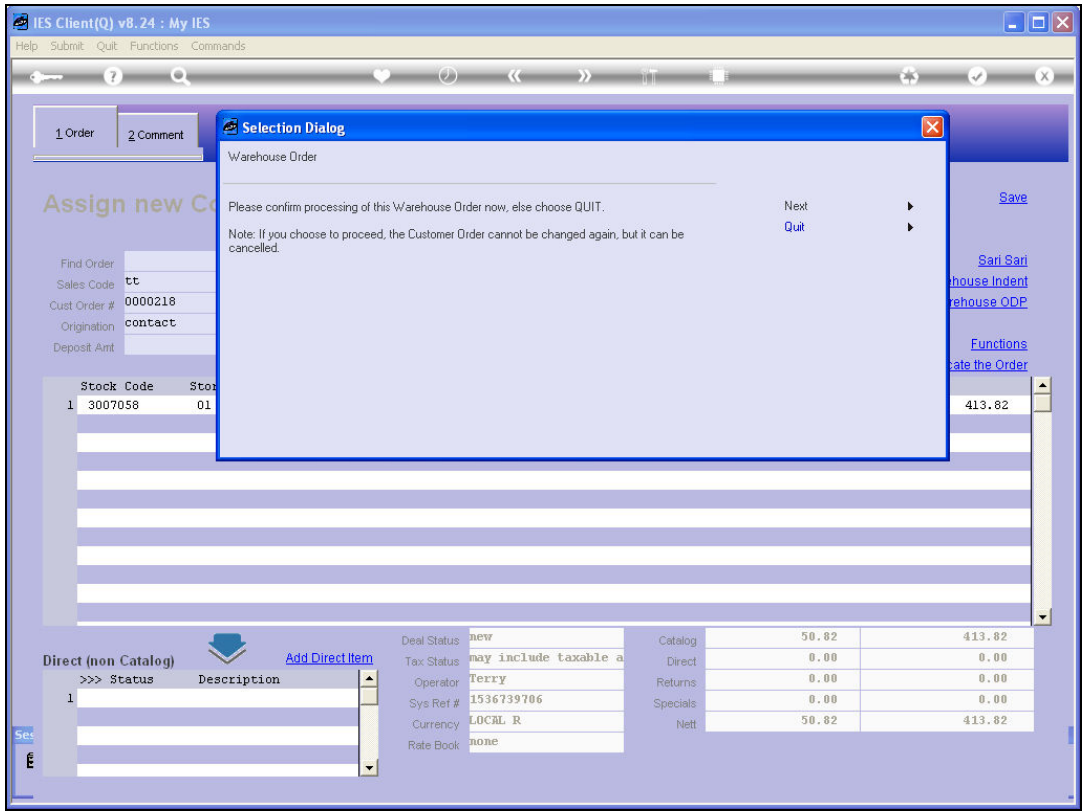 IES Client(Q) v8.24 : My IES
Help Submit Quit Functions Commands
1 Order
2 Comment
Selection Dialog
Warehouse Order
Please confirm processing of this Warehouse Order now, else choose QUIT.
Note: If you choose to proceed, the Customer Order cannot be changed again, but it can be
cancelled.
Next
Quit
Assign new Co
Save
Find Order
Sales Code tt
Cust Order # 0000218
Origination contact
Deposit Amt
Sari Sari
house Indent
rehouse ODP
Functions
cate the Order
Stock Code Stor
1 3007058 01 413.82
Direct (non Catalog)
Add Direct Item
>>> Status Description
1
Deal Status new
Tax Status may include taxable a
Operator Terry
Sys Ref # 1536739706
Currency LOCAL R
Rate Book none
Catalog 50.82 413.82
Direct 0.00 0.00
Returns 0.00 0.00
Specials 0.00 0.00
Nett 50.82 413.82
Ses